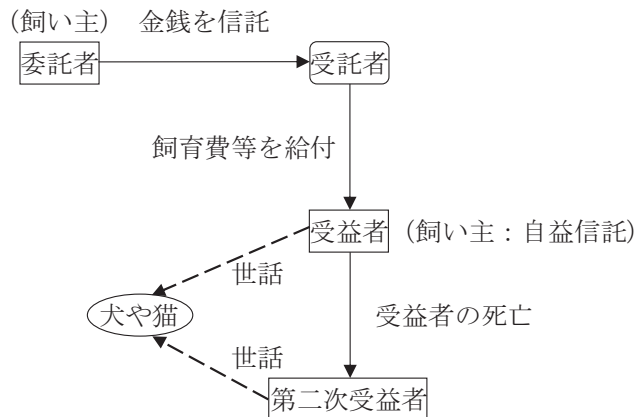 (飼い主) 金銭を信託
委託者
受託者
飼育費等を給付
受益者 (飼い主：自益信託)
世話
犬や猫
受益者の死亡
世話
第二次受益者